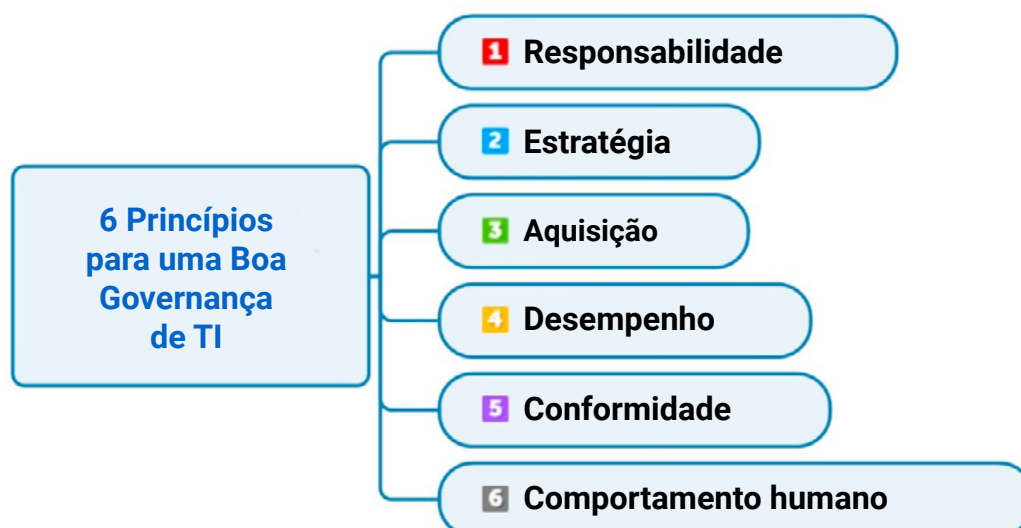 6 Princípios
para uma Boa
Governança
de TI
1 Responsabilidade
2 Estratégia
3 Aquisição
4 Desempenho
5 Conformidade
6 Comportamento humano